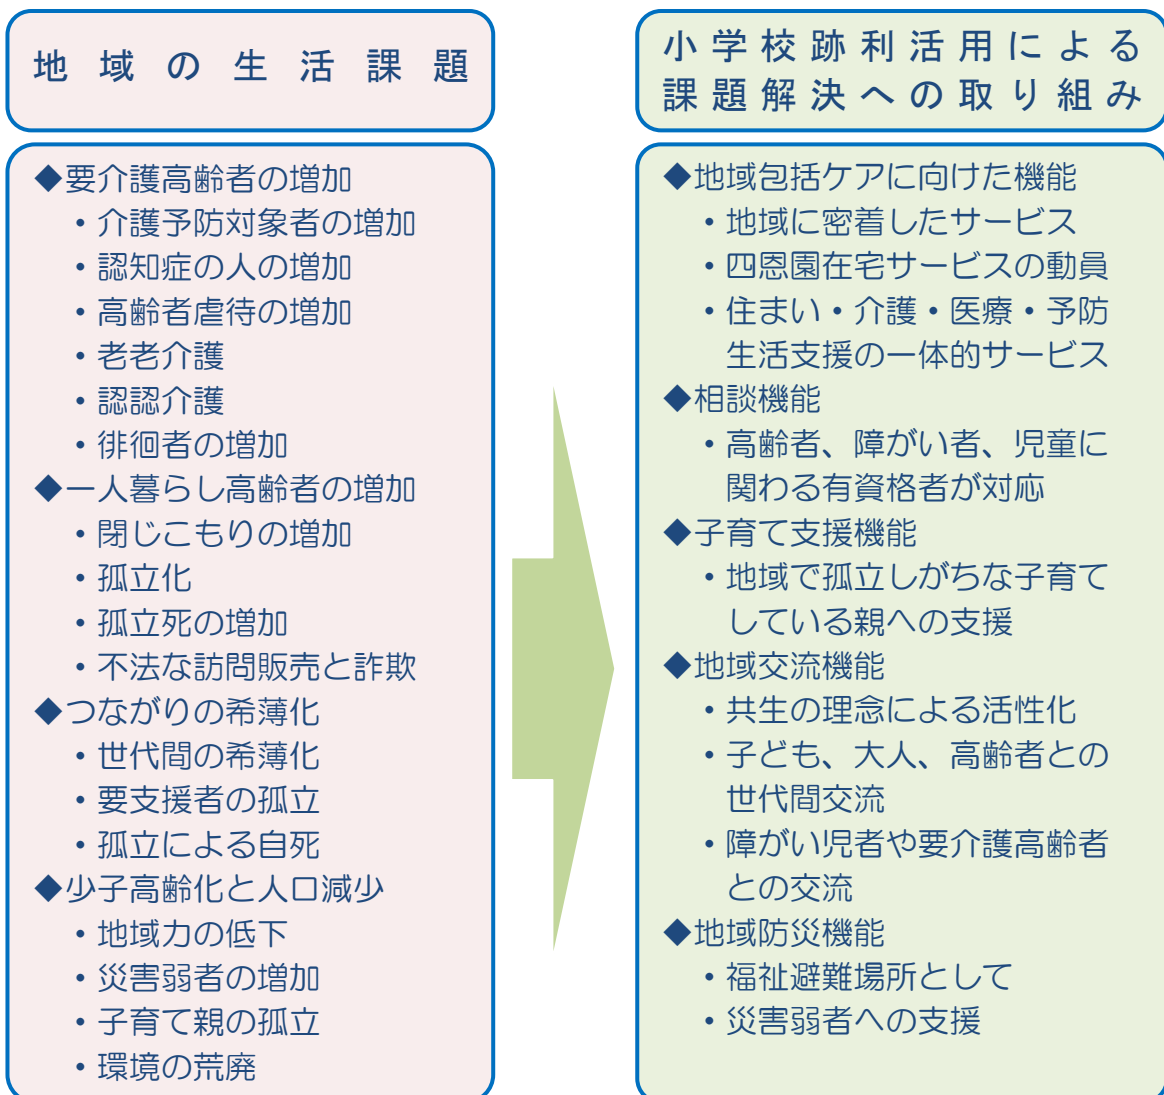 地域の生活課題
◆要介護高齢者の増加
・介護予防対象者の増加
・認知症の人の増加
・高齢者虐待の増加
・老老介護
・認認介護
・徘徊者の増加
◆一人暮らし高齢者の増加
・閉じこもりの増加
・孤立化
・孤立死の増加
・不法な訪問販売と詐欺
◆つながりの希薄化
・世代間の希薄化
・要支援者の孤立
・孤立による自死
◆少子高齢化と人口減少
・地域力の低下
・災害弱者の増加
・子育て親の孤立
・環境の荒廃
小学校跡利活用による
課題解決への取り組み
◆地域包括ケアに向けた機能
・地域に密着したサービス
・四恩園在宅サービスの動員
・住まい・介護・医療・予防
生活支援の一体的サービス
◆相談機能
・高齢者、障がい者、児童に
関わる有資格者が対応
◆子育て支援機能
・地域で孤立しがちな子育て
している親への支援
◆地域交流機能
・共生の理念による活性化
・子ども、大人、高齢者との
世代間交流
・障がい児者や要介護高齢者
との交流
◆地域防災機能
・福祉避難場所として
・災害弱者への支援